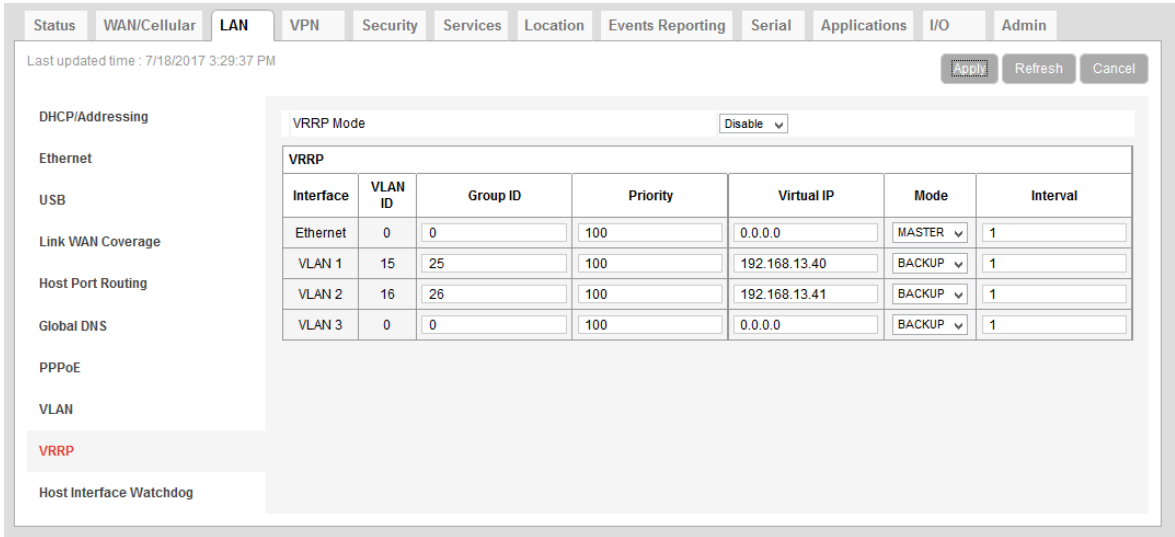 Status WAN/Cellular LAN VPN Security Services Location Events Reporting Serial Applications I/O Admin
Last updated time : 7/18/2017 3:29:37 PM
Apply Refresh Cancel
DHCP/Addressing
Ethernet
USB
Link WAN Coverage
Host Port Routing
Global DNS
PPPoE
VLAN
VRRP
Host Interface Watchdog
VRRP Mode Disable
VRRP
Interface VLAN ID Group ID Priority Virtual IP Mode Interval
Ethernet 0 0 100 0.0.0.0 MASTER 1
VLAN 1 15 25 100 192.168.13.40 BACKUP 1
VLAN 2 16 26 100 192.168.13.41 BACKUP 1
VLAN 3 0 0 100 0.0.0.0 BACKUP 1